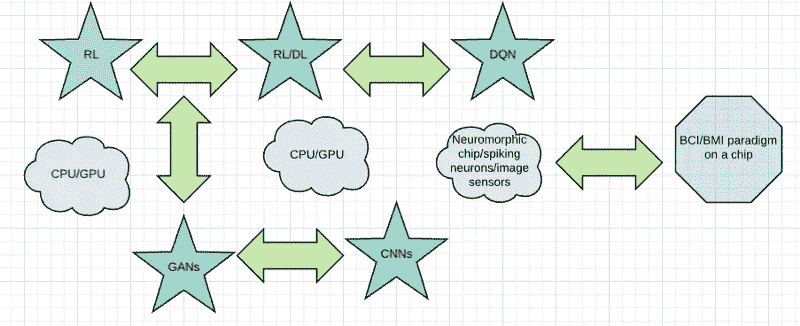 RL
RL/DL
DQN
CPU/GPU
CPU/GPU
Neuromorphic
chip/spiking
neurons/image
sensors
BCI/BMI paradigm
on a chip
GANs
CNNs